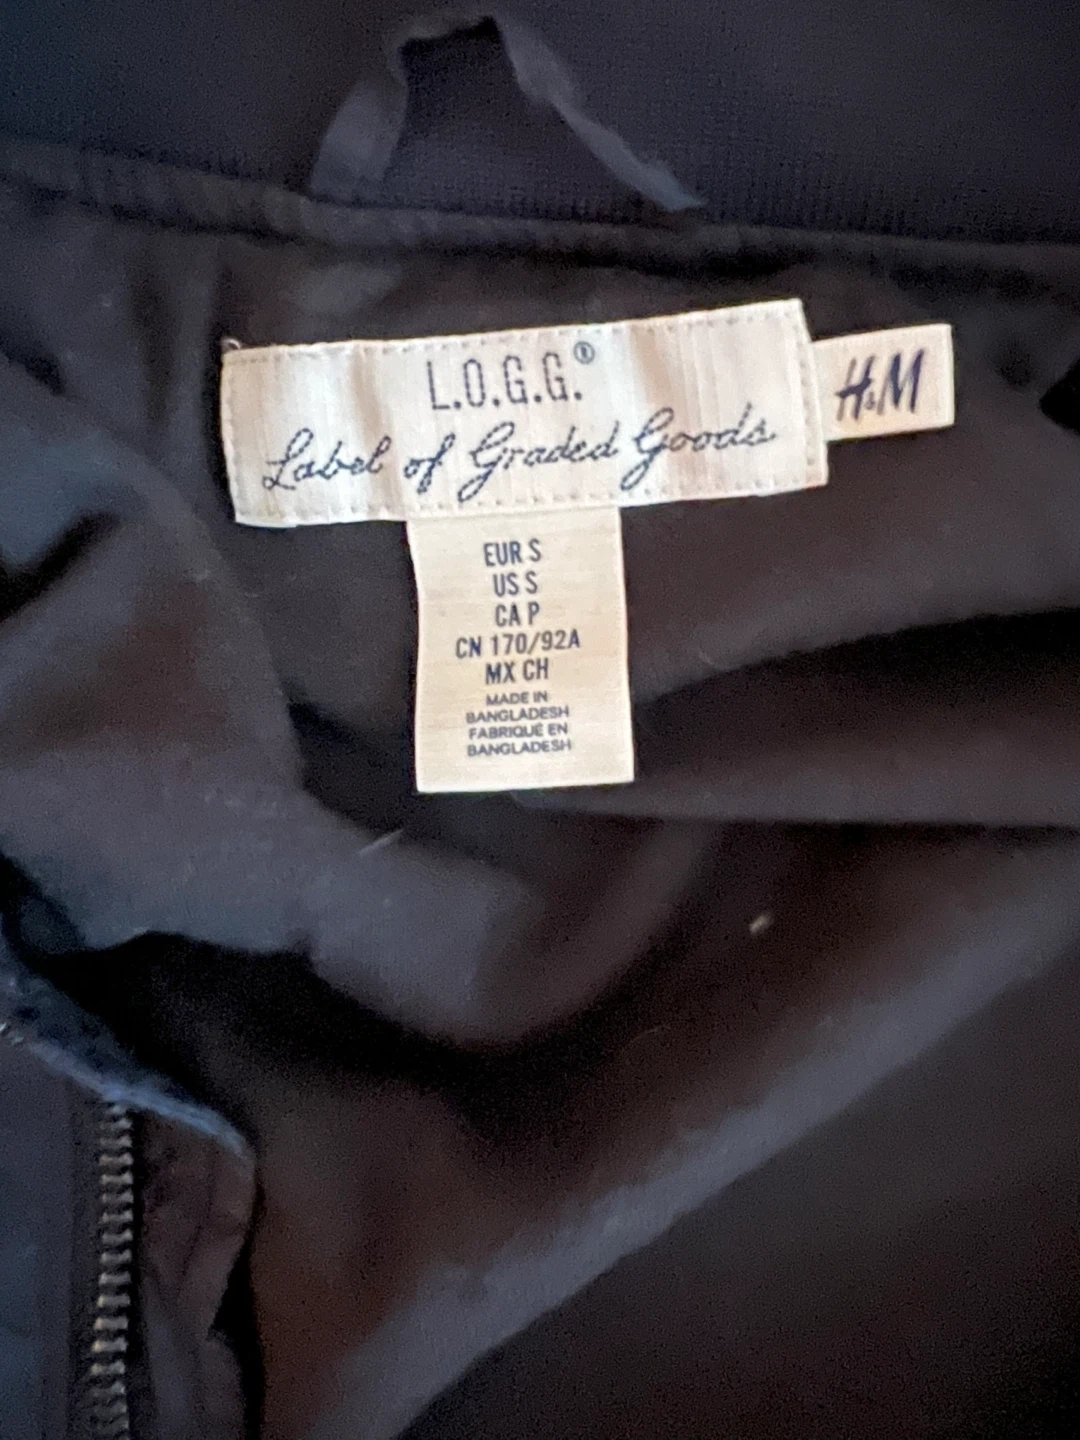 L.O.G.G.®
Label of Graded Goods
H&M
EUR S
US S
CA P
CN 170/92A
MX CH
MADE IN
BANGLADESH
FABRIQUÉ EN
BANGLADESH